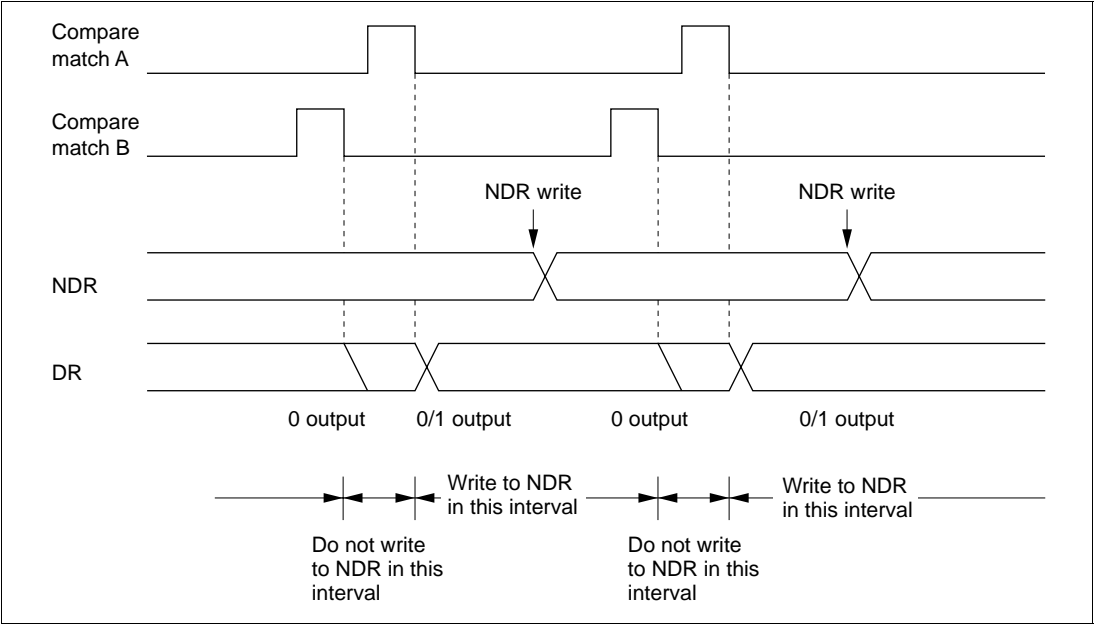 Compare
match A
Compare
match B
NDR write
NDR write
NDR
DR
0 output
0/1 output
0 output
0/1 output
Write to NDR
in this interval
Write to NDR
in this interval
Do not write
to NDR in this
interval
Do not write
to NDR in this
interval